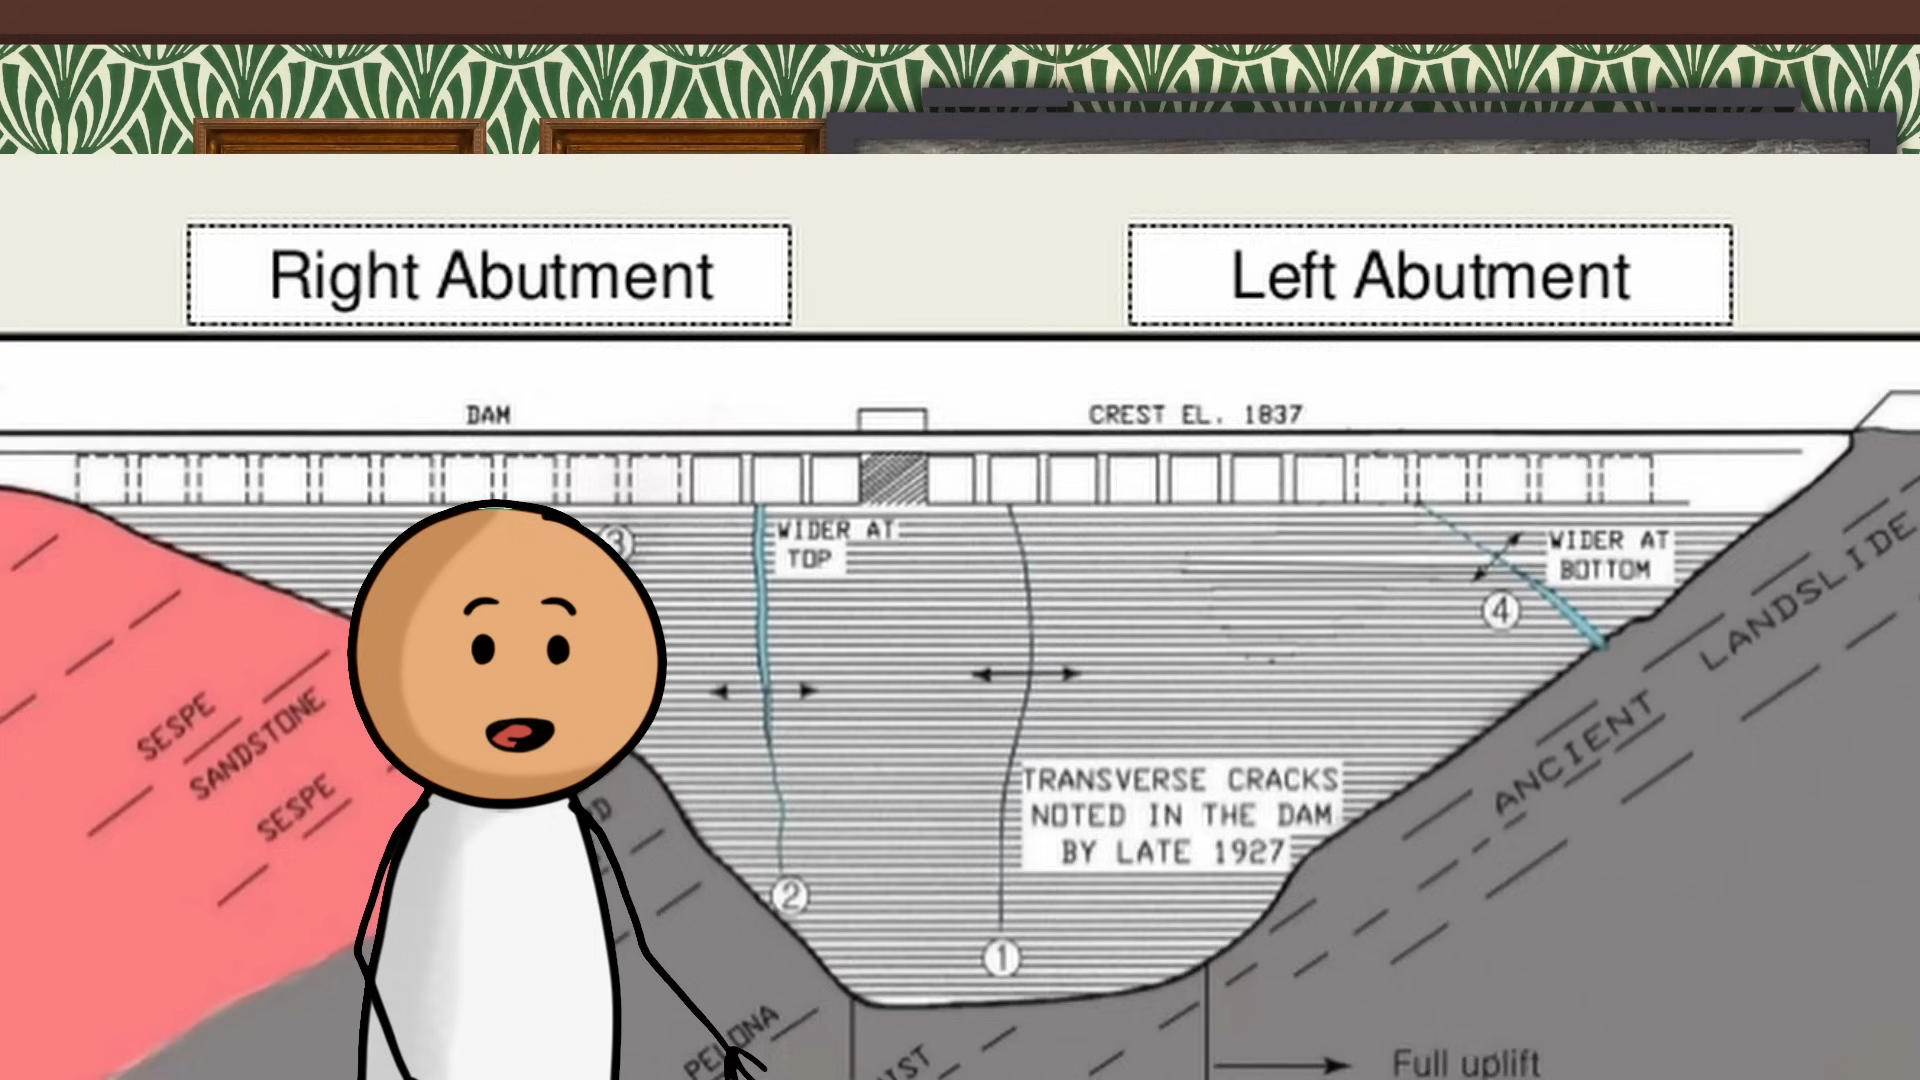 Right Abutment
Left Abutment
DAM
CREST EL. 1837
3
WIDER AT
TOP
WIDER AT
BOTTOM
4
LANDSLIDE
ANCIENT
SESPE
SANDSTONE
SESPE
TRANSVERSE CRACKS
NOTED IN THE DAM
BY LATE 1927
2
1
PELONA
Full uplift